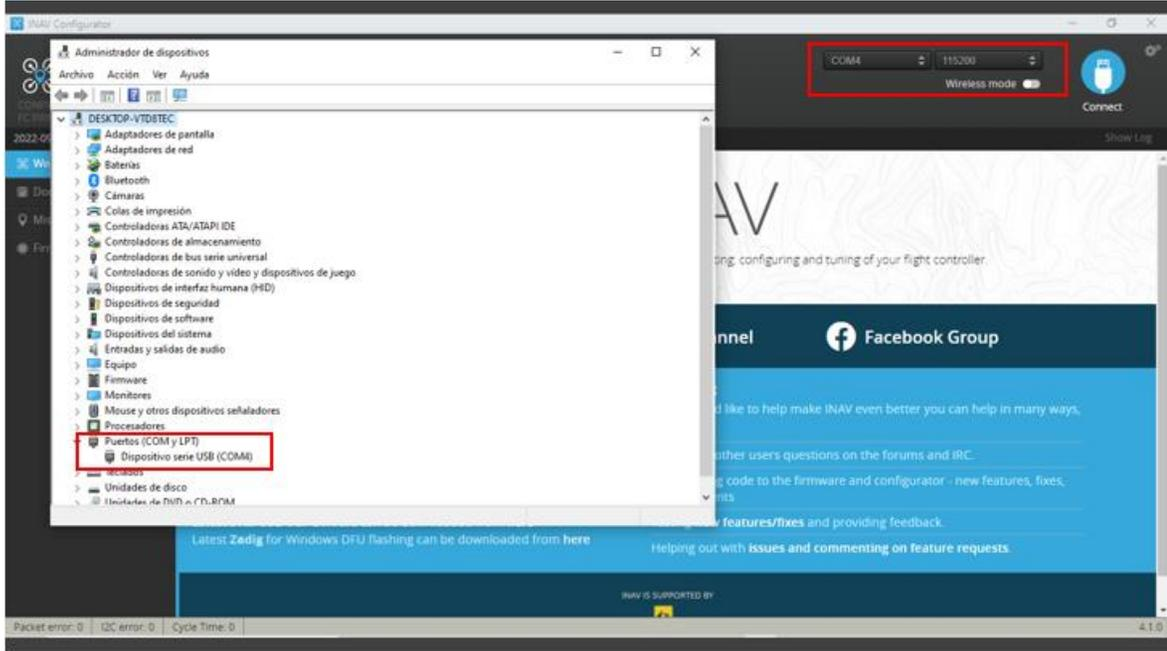 INAV Configurator
Administrador de dispositivos
Archivo Acción Ver Ayuda
COM4 115200
Wireless mode
Connect
Show Log
DESKTOP-VTD8TEC
Adaptadores de pantalla
Adaptadores de red
Baterías
Bluetooth
Cámaras
Colas de impresión
Controladoras ATA/ATAPI IDE
Controladoras de almacenamiento
Controladoras de bus serie universal
Controladoras de sonido y vídeo y dispositivos de juego
Dispositivos de interfaz humana (HID)
Dispositivos de seguridad
Dispositivos de software
Dispositivos del sistema
Entradas y salidas de audio
Equipo
Firmware
Monitores
Mouse y otros dispositivos señaladores
Procesadores
Puertos (COM y LPT)
Dispositivo serie USB (COM4)
Teclados
Unidades de disco
Unidades de DVD o CD-ROM
AV
configuring and tuning of your flight controller.
Facebook Group
like to help make INAV even better you can help in many ways,
other users questions on the forums and IRC.
code to the firmware and configurator - new features, fixes,
features/fixes and providing feedback.
Latest Zadig for Windows DFU flashing can be downloaded from here
Helping out with issues and commenting on feature requests.
INAV IS SUPPORTED BY
Packet error: 0 I2C error: 0 Cycle Time: 0
4.1.0